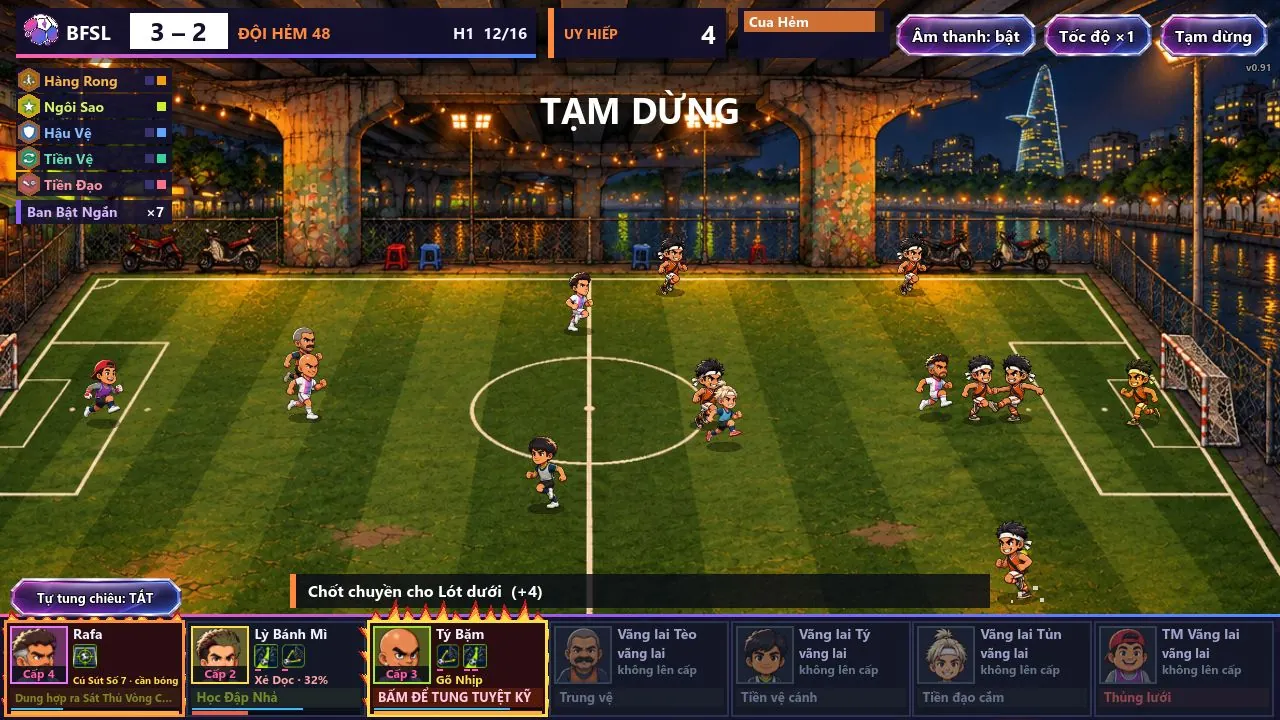 BFSL
3 – 2
ĐỘI HẺM 48
H1 12/16
UY HIẾP
4
Cua Hẻm
Âm thanh: bật
Tốc độ ×1
Tạm dừng
v0.91
TẠM DỪNG
Hàng Rong
Ngôi Sao
Hậu Vệ
Tiền Vệ
Tiền Đạo
Ban Bật Ngắn ×7
Chốt chuyền cho Lót dưới (+4)
Tự tung chiêu: TẮT
Rafa
Cấp 4
Cú Sút Số 7 · cần bóng
Dung hợp ra Sát Thủ Vòng C...
Lỳ Bánh Mì
Cấp 2
Xé Dọc · 32%
Học Đập Nhả
Tý Bặm
Cấp 3
Gõ Nhịp
BẤM ĐỂ TUNG TUYỆT KỸ
Vãng lai Tèo
vãng lai
không lên cấp
Trung vệ
Vãng lai Tý
vãng lai
không lên cấp
Tiền vệ cánh
Vãng lai Tủn
vãng lai
không lên cấp
Tiền đạo cắm
TM Vãng lai
vãng lai
không lên cấp
Thủng lưới